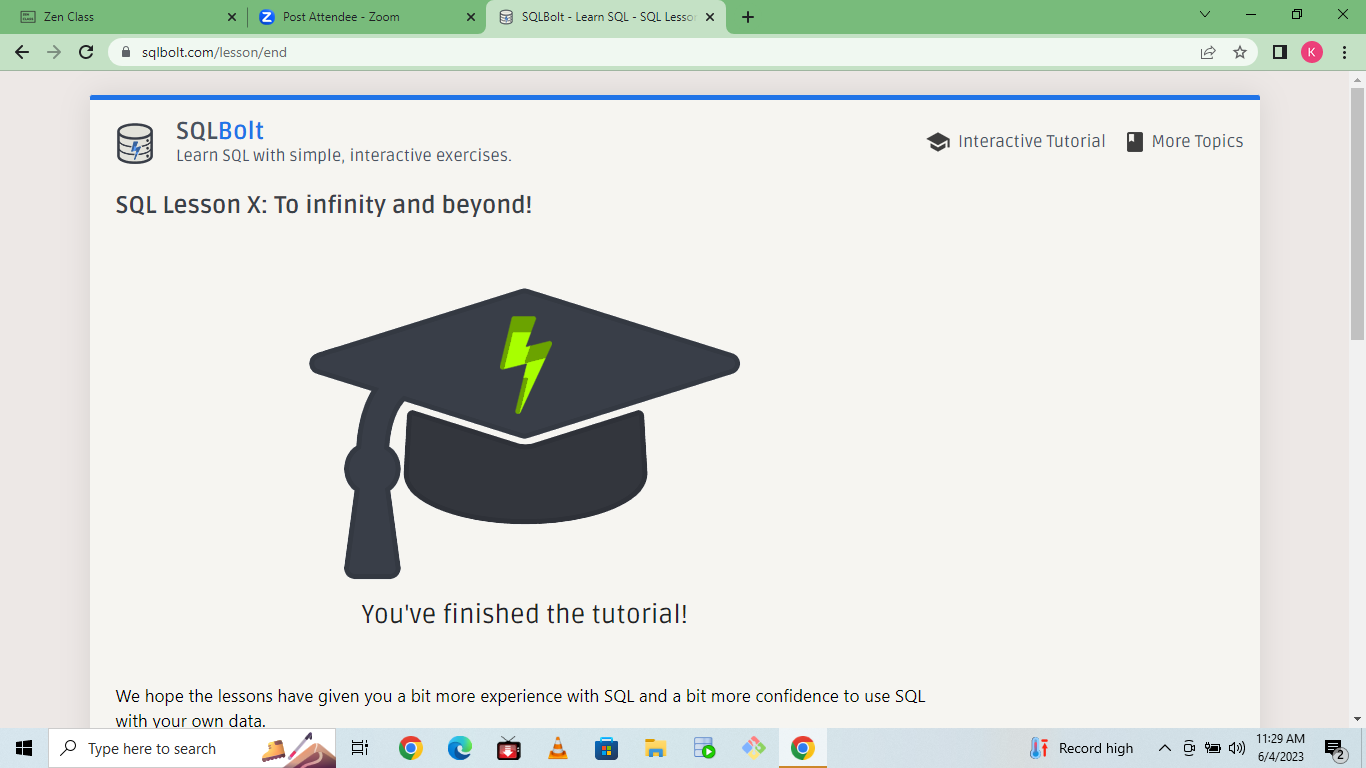 Zen Class
Post Attendee - Zoom
SQLBolt - Learn SQL - SQL Lesso
sqlbolt.com/lesson/end
K
SQLBolt
Learn SQL with simple, interactive exercises.
Interactive Tutorial
More Topics
SQL Lesson X: To infinity and beyond!
You've finished the tutorial!
We hope the lessons have given you a bit more experience with SQL and a bit more confidence to use SQL
with your own data.
Type here to search
Record high
11:29 AM
6/4/2023
2